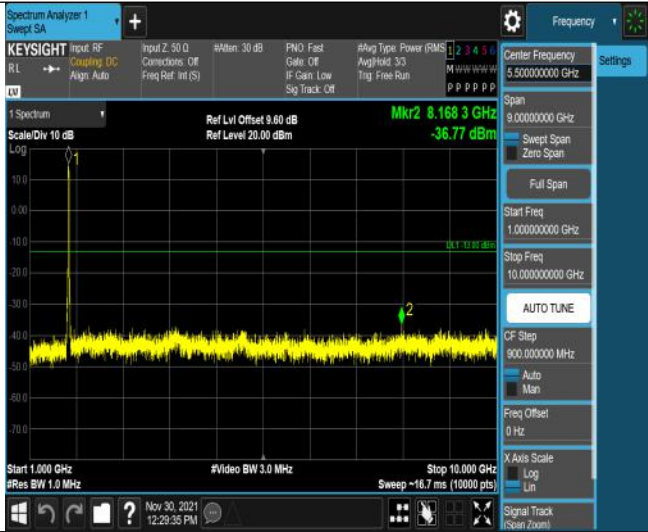 Spectrum Analyzer 1
Swept SA
+
Frequency
KEYSIGHT
RL
LV
Input: RF
Coupling: DC
Align: Auto
Input Z: 50 Ω
Corrections: Off
Freq Ref: Int (S)
#Atten: 30 dB
PNO: Fast
Gate: Off
IF Gain: Low
Sig Track: Off
#Avg Type: Power (RMS
Avg|Hold: 3/3
Trig: Free Run
1 2 3 4 5 6
M W W W W W
P P P P P P
1 Spectrum
Scale/Div 10 dB
Ref Lvl Offset 9.60 dB
Ref Level 20.00 dBm
Mkr2 8.168 3 GHz
-36.77 dBm
Log
1
10.0
0.00
-10.0
DL1 -13.00 dBm
-20.0
-30.0
2
-40.0
-50.0
-60.0
-70.0
Start 1.000 GHz
#Res BW 1.0 MHz
#Video BW 3.0 MHz
Stop 10.000 GHz
Sweep ~16.7 ms (10000 pts)
?
Nov 30, 2021
12:29:35 PM
Center Frequency
5.500000000 GHz
Settings
Span
9.00000000 GHz
Swept Span
Zero Span
Full Span
Start Freq
1.000000000 GHz
Stop Freq
10.000000000 GHz
AUTO TUNE
CF Step
900.000000 MHz
Auto
Man
Freq Offset
0 Hz
X Axis Scale
Log
Lin
Signal Track
(Span Zoom)